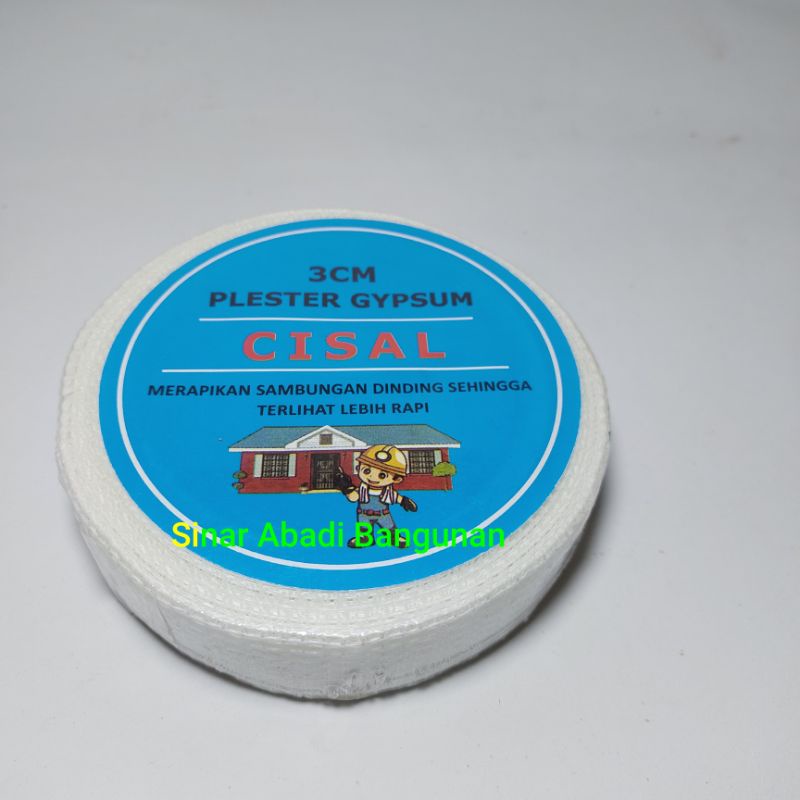 3CM
PLESTER GYPSUM
CISAL
MERAPIKAN SAMBUNGAN DINDING SEHINGGA
TERLIHAT LEBIH RAPI
Sinar Abadi Bangunan